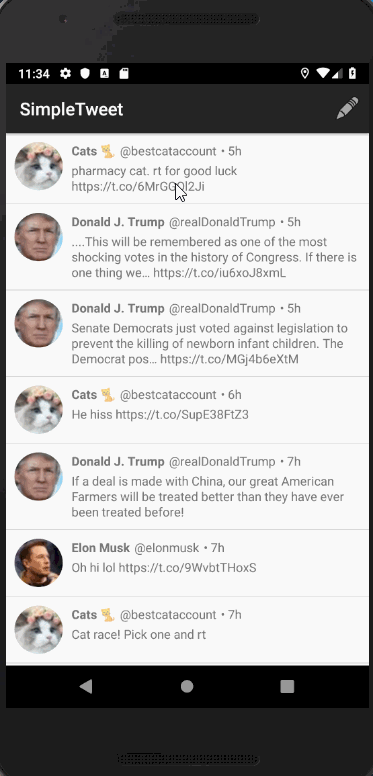 11:34
SimpleTweet
Cats 🐈 @bestcataccount • 5h
pharmacy cat. rt for good luck
Donald J. Trump @realDonaldTrump • 5h
....This will be remembered as one of the most
shocking votes in the history of Congress. If there is
one thing we… https://t.co/iu6xoJ8xmL
Donald J. Trump @realDonaldTrump • 5h
Senate Democrats just voted against legislation to
prevent the killing of newborn infant children. The
Democrat pos… https://t.co/MGj4b6eXtM
Cats 🐈 @bestcataccount • 6h
He hiss https://t.co/SupE38FtZ3
Donald J. Trump @realDonaldTrump • 7h
If a deal is made with China, our great American
Farmers will be treated better than they have ever
been treated before!
Elon Musk @elonmusk • 7h
Oh hi lol https://t.co/9WvbtTHoxS
Cats 🐈 @bestcataccount • 7h
Cat race! Pick one and rt